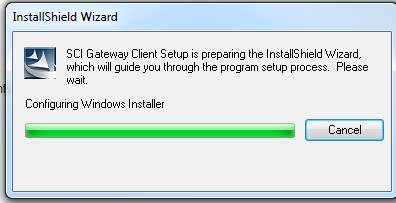 InstallShield Wizard
SCI Gateway Client Setup is preparing the InstallShield Wizard,
which will guide you through the program setup process. Please
wait.
Configuring Windows Installer
Cancel